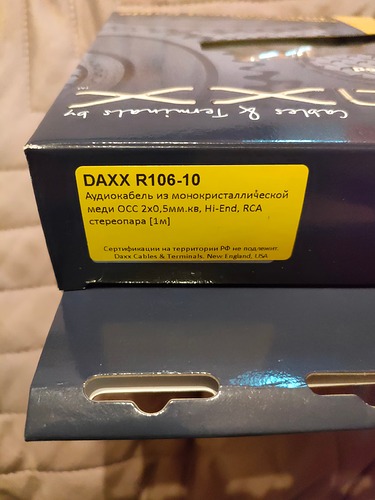 Cables & Terminals by
DAXX R106-10
Аудиокабель из монокристаллической
меди OCC 2x0,5мм.кв, Hi-End, RCA
стереопара [1м]
Сертификации на территории РФ не подлежит
Daxx Cables & Terminals. New England, USA